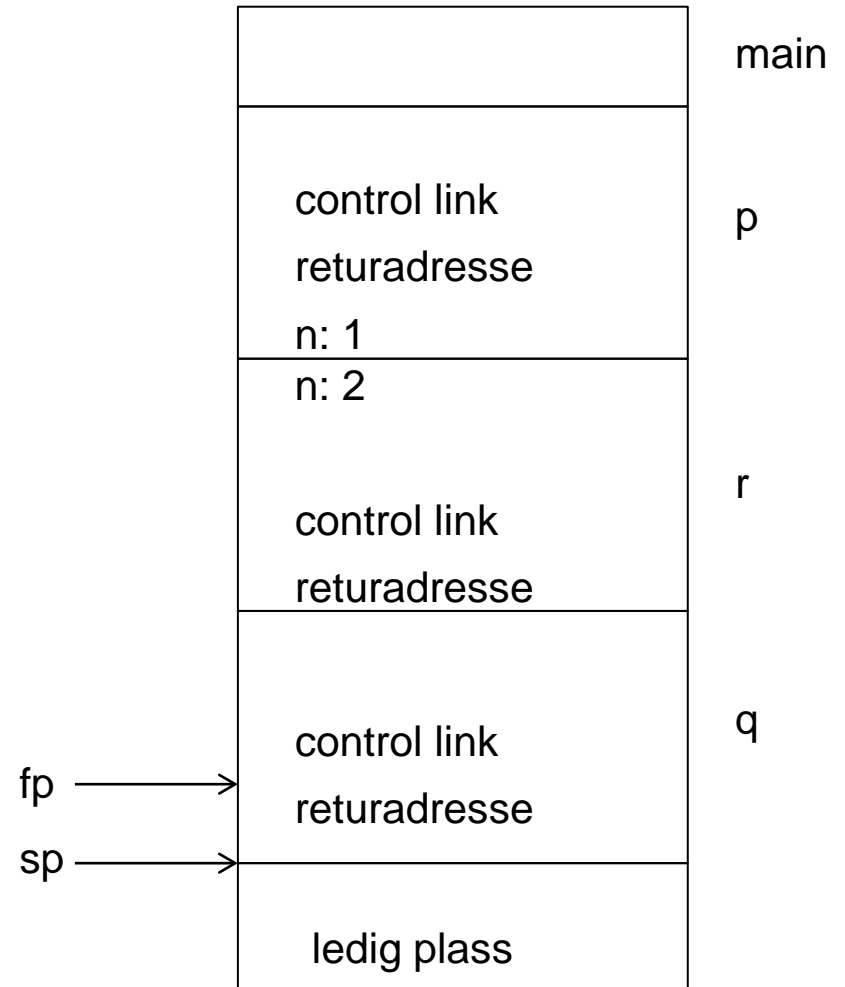 main
control link
p
returadresse
n: 1
n: 2
r
control link
returadresse
q
control link
fp
returadresse
sp
ledig plass